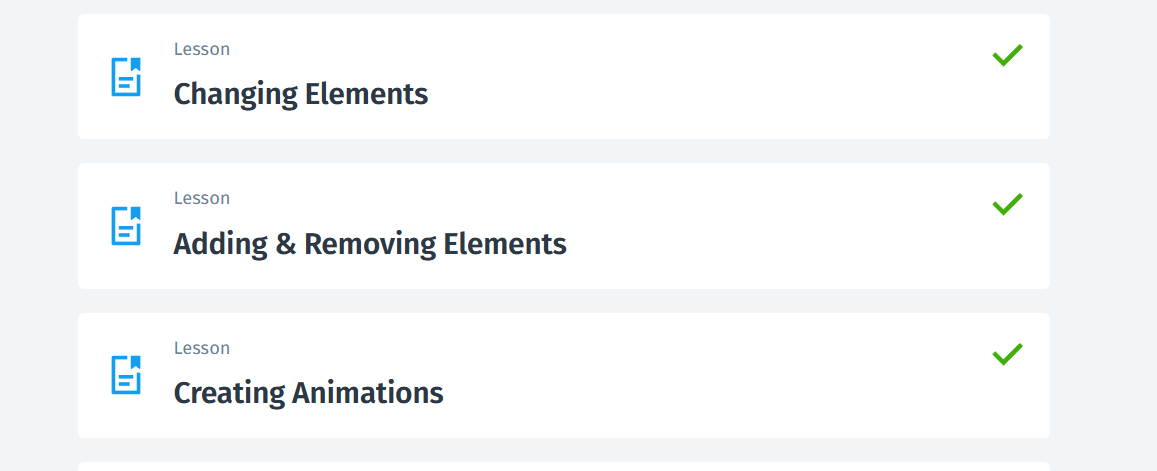 Lesson
Changing Elements
Lesson
Adding & Removing Elements
Lesson
Creating Animations